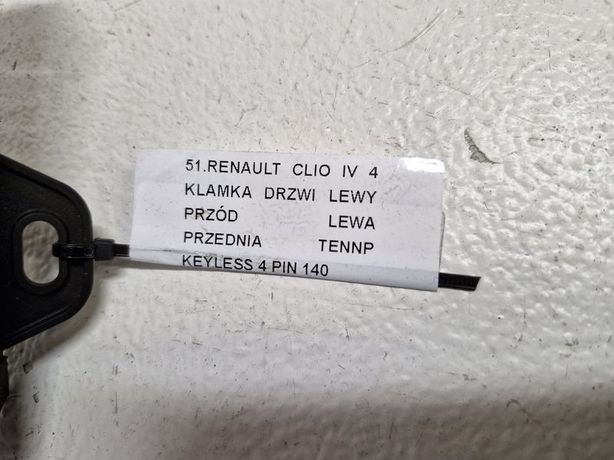 51.RENAULT CLIO IV 4
KLAMKA DRZWI LEWY
PRZÓD LEWA
PRZEDNIA TENNP
KEYLESS 4 PIN 140